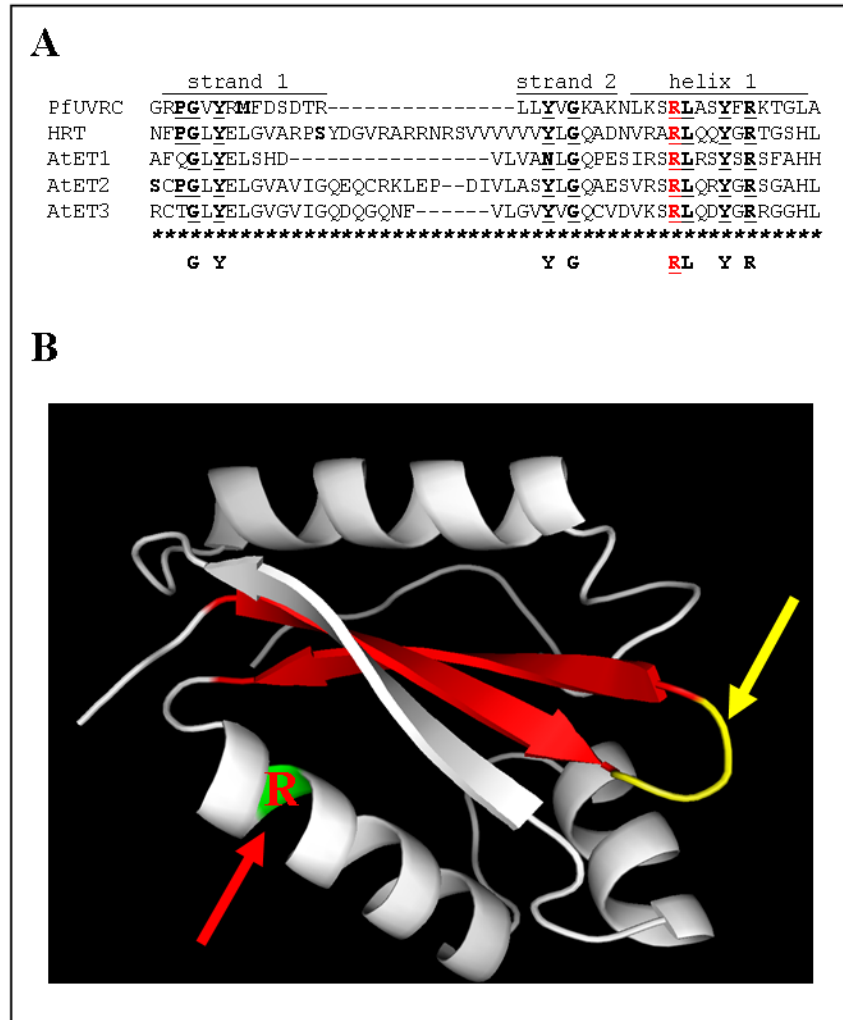 A
strand 1 strand 2 helix 1
PfUVRC GRPGVYRMFDSDTR---------------LLYVGKAKNLKSRLASYFRKTGLA
HRT NFPGLYELGVARPSYDGVRARRNRSVVVVVVYLGQADNVRARLQQYGRTGSHL
AtET1 AFQGLYELSHD----------------VLVANLGQPESIRSRLRSYSRSFAHH
AtET2 SCPGLYELGVAVIGQEQCRKLEP--DIVLASYLGQAESVRSRLQRYGRSGAHL
AtET3 RCTGLYELGVGVIGQDQGQNF------VLGVYVGQCVDVKSRLQDYGRRGGHL
*****************************************************
G Y Y G RL Y R
B
R